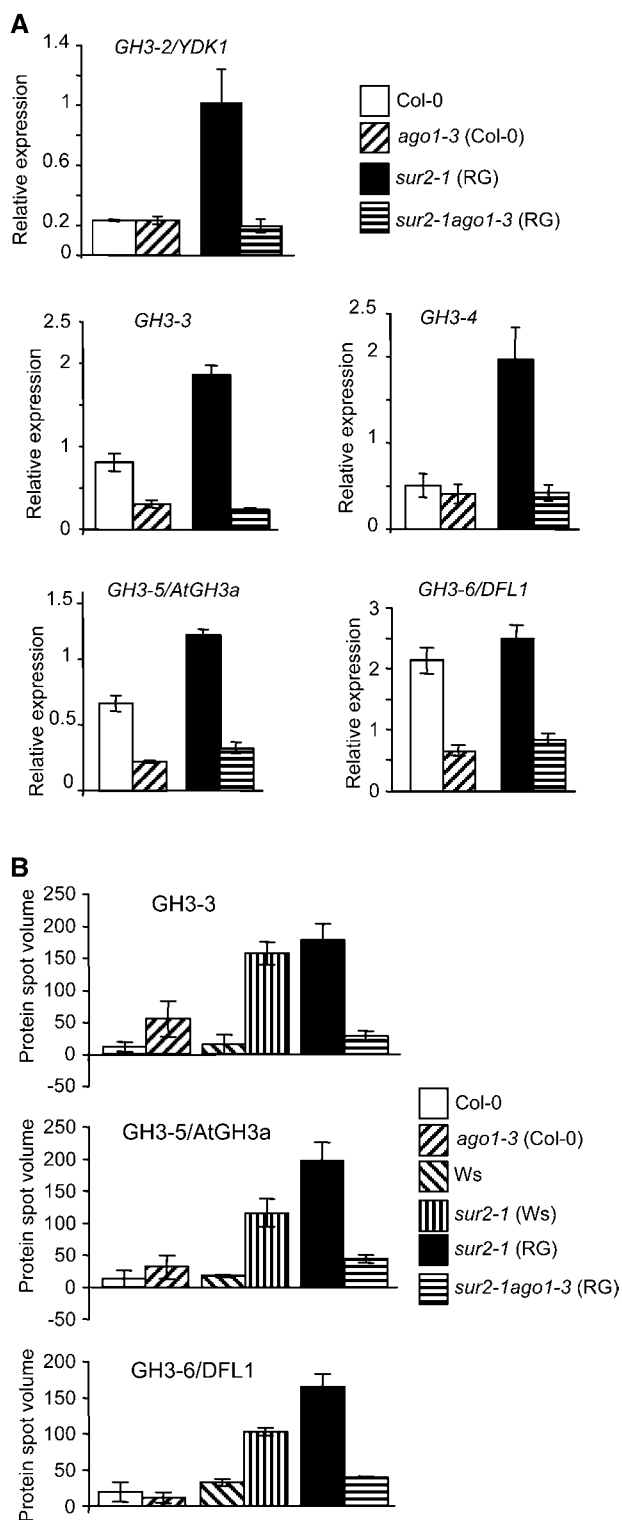 A
GH3-2/YDK1
Relative expression
1.4
1
0.6
0.2
0
Col-0
ago1-3 (Col-0)
sur2-1 (RG)
sur2-1ago1-3 (RG)
GH3-3
Relative expression
2.5
2
1
0
GH3-4
Relative expression
2.5
2
1
0
GH3-5/AtGH3a
Relative expression
1.5
1
0.5
0
GH3-6/DFL1
Relative expression
3
2
1
0
B
GH3-3
Protein spot volume
250
200
150
100
50
0
-50
GH3-5/AtGH3a
Protein spot volume
250
200
150
100
50
0
-50
Col-0
ago1-3 (Col-0)
Ws
sur2-1 (Ws)
sur2-1 (RG)
sur2-1ago1-3 (RG)
GH3-6/DFL1
Protein spot volume
200
150
100
50
0